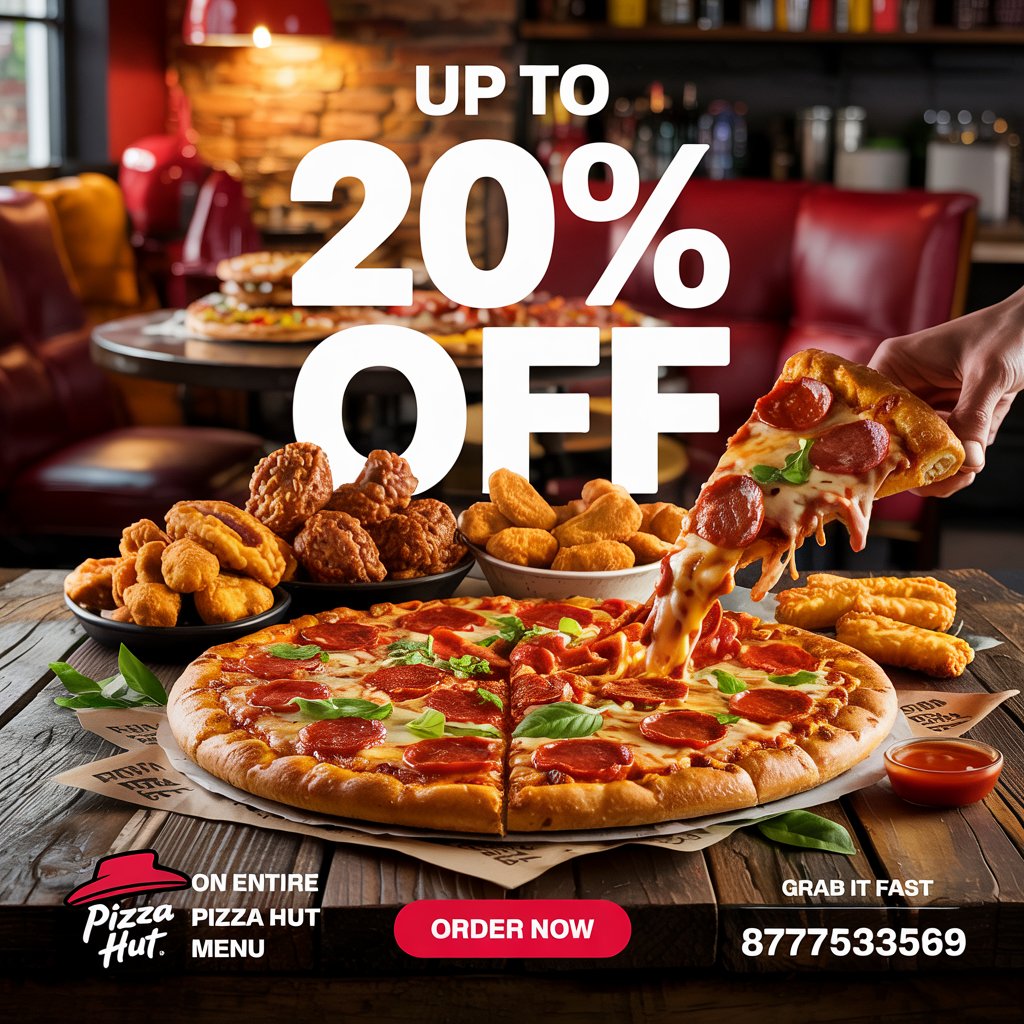 UP TO
20%
OFF
Pizza
Hut
ON ENTIRE
PIZZA HUT
MENU
ORDER NOW
GRAB IT FAST
8777533569